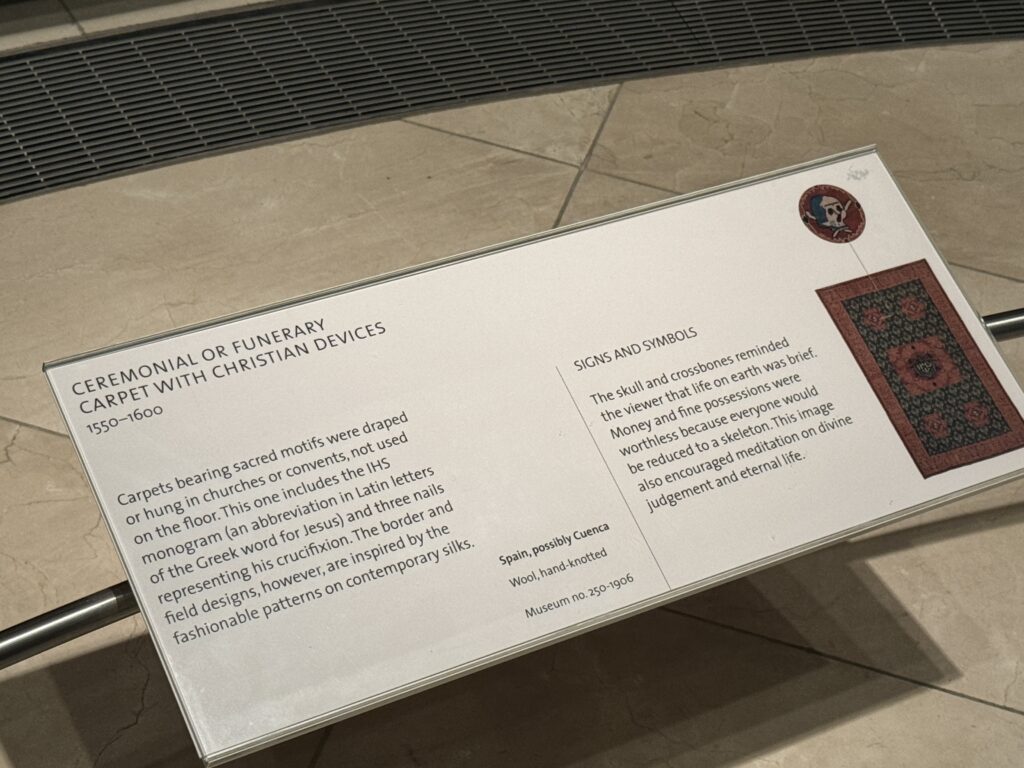 CEREMONIAL OR FUNERARY
CARPET WITH CHRISTIAN DEVICES
1550–1600
Carpets bearing sacred motifs were draped
or hung in churches or convents, not used
on the floor. This one includes the IHS
monogram (an abbreviation in Latin letters
of the Greek word for Jesus) and three nails
representing his crucifixion. The border and
field designs, however, are inspired by the
fashionable patterns on contemporary silks.
Spain, possibly Cuenca
Wool, hand-knotted
Museum no. 250-1906
SIGNS AND SYMBOLS
The skull and crossbones reminded
the viewer that life on earth was brief.
Money and fine possessions were
worthless because everyone would
be reduced to a skeleton. This image
also encouraged meditation on divine
judgement and eternal life.